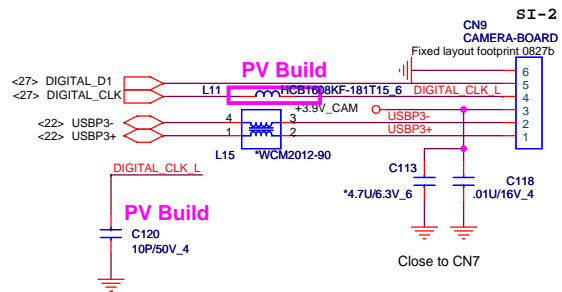 SI-2
CN9
CAMERA-BOARD
Fixed layout footprint 0827b
PV Build
<27> DIGITAL_D1
<27> DIGITAL_CLK
L11
HCB1608KF-181T15_6
DIGITAL_CLK_L
6
5
4
3
2
1
+3.9V_CAM
<22> USBP3-
<22> USBP3+
4
3
1
2
USBP3-
USBP3+
L15
*WCM2012-90
DIGITAL_CLK_L
C113
*4.7U/6.3V_6
C118
.01U/16V_4
PV Build
C120
10P/50V_4
Close to CN7